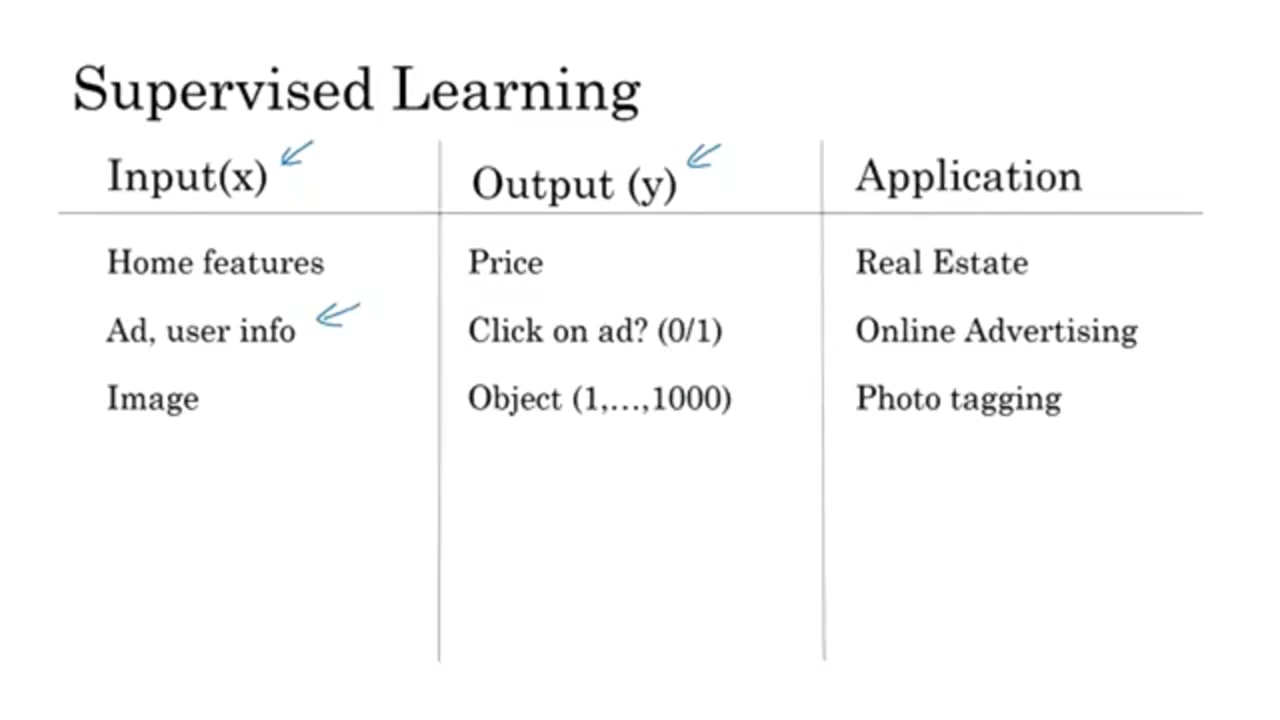 Supervised Learning
Input(x) Output (y) Application
Home features Price Real Estate
Ad, user info Click on ad? (0/1) Online Advertising
Image Object (1,...,1000) Photo tagging